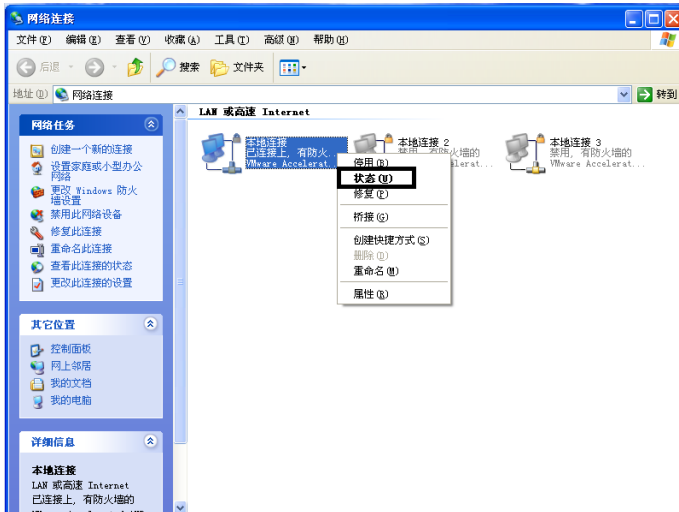 网络连接
文件(F) 编辑(E) 查看(V) 收藏(A) 工具(T) 高级(N) 帮助(H)
后退 搜索 文件夹
地址(D) 网络连接 转到
网络任务
创建一个新的连接
设置家庭或小型办公
网络
更改 Windows 防火
墙设置
禁用此网络设备
修复此连接
重命名此连接
查看此连接的状态
更改此连接的设置
其它位置
控制面板
网上邻居
我的文档
我的电脑
详细信息
本地连接
LAN 或高速 Internet
已连接上, 有防火墙的
LAN 或高速 Internet
本地连接
已连接上, 有防火...
VMware Accelerat...
本地连接 2
禁用, 有防火墙的
lerat...
本地连接 3
禁用, 有防火墙的
VMware Accelerat...
停用(B)
状态(U)
修复(P)
桥接(G)
创建快捷方式(S)
删除(D)
重命名(M)
属性(R)